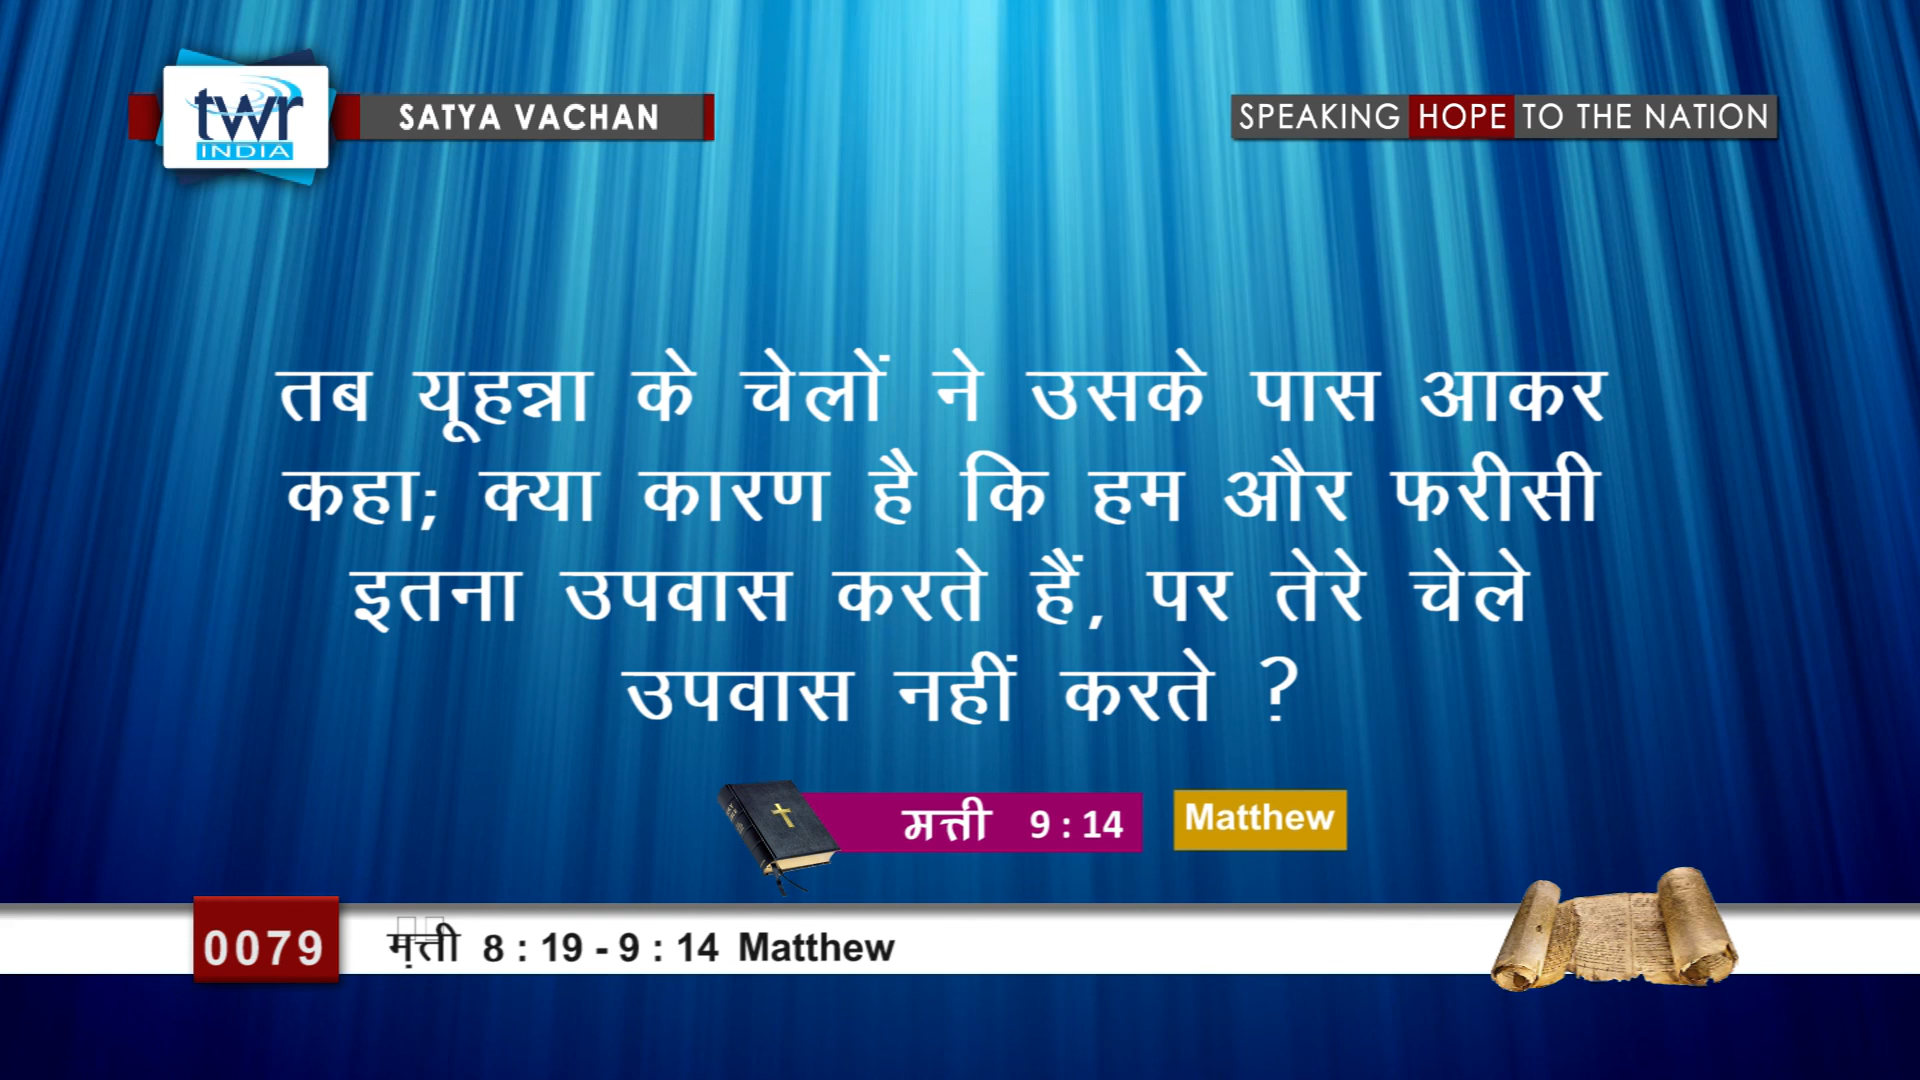 twr
INDIA
SATYA VACHAN
SPEAKING HOPE TO THE NATION
तब यूहन्ना के चेलों ने उसके पास आकर
कहा; क्या कारण है कि हम और फरीसी
इतना उपवास करते हैं, पर तेरे चेले
उपवास नहीं करते ?
मत्ती 9 : 14
Matthew
0079
मत्ती 8 : 19 - 9 : 14 Matthew